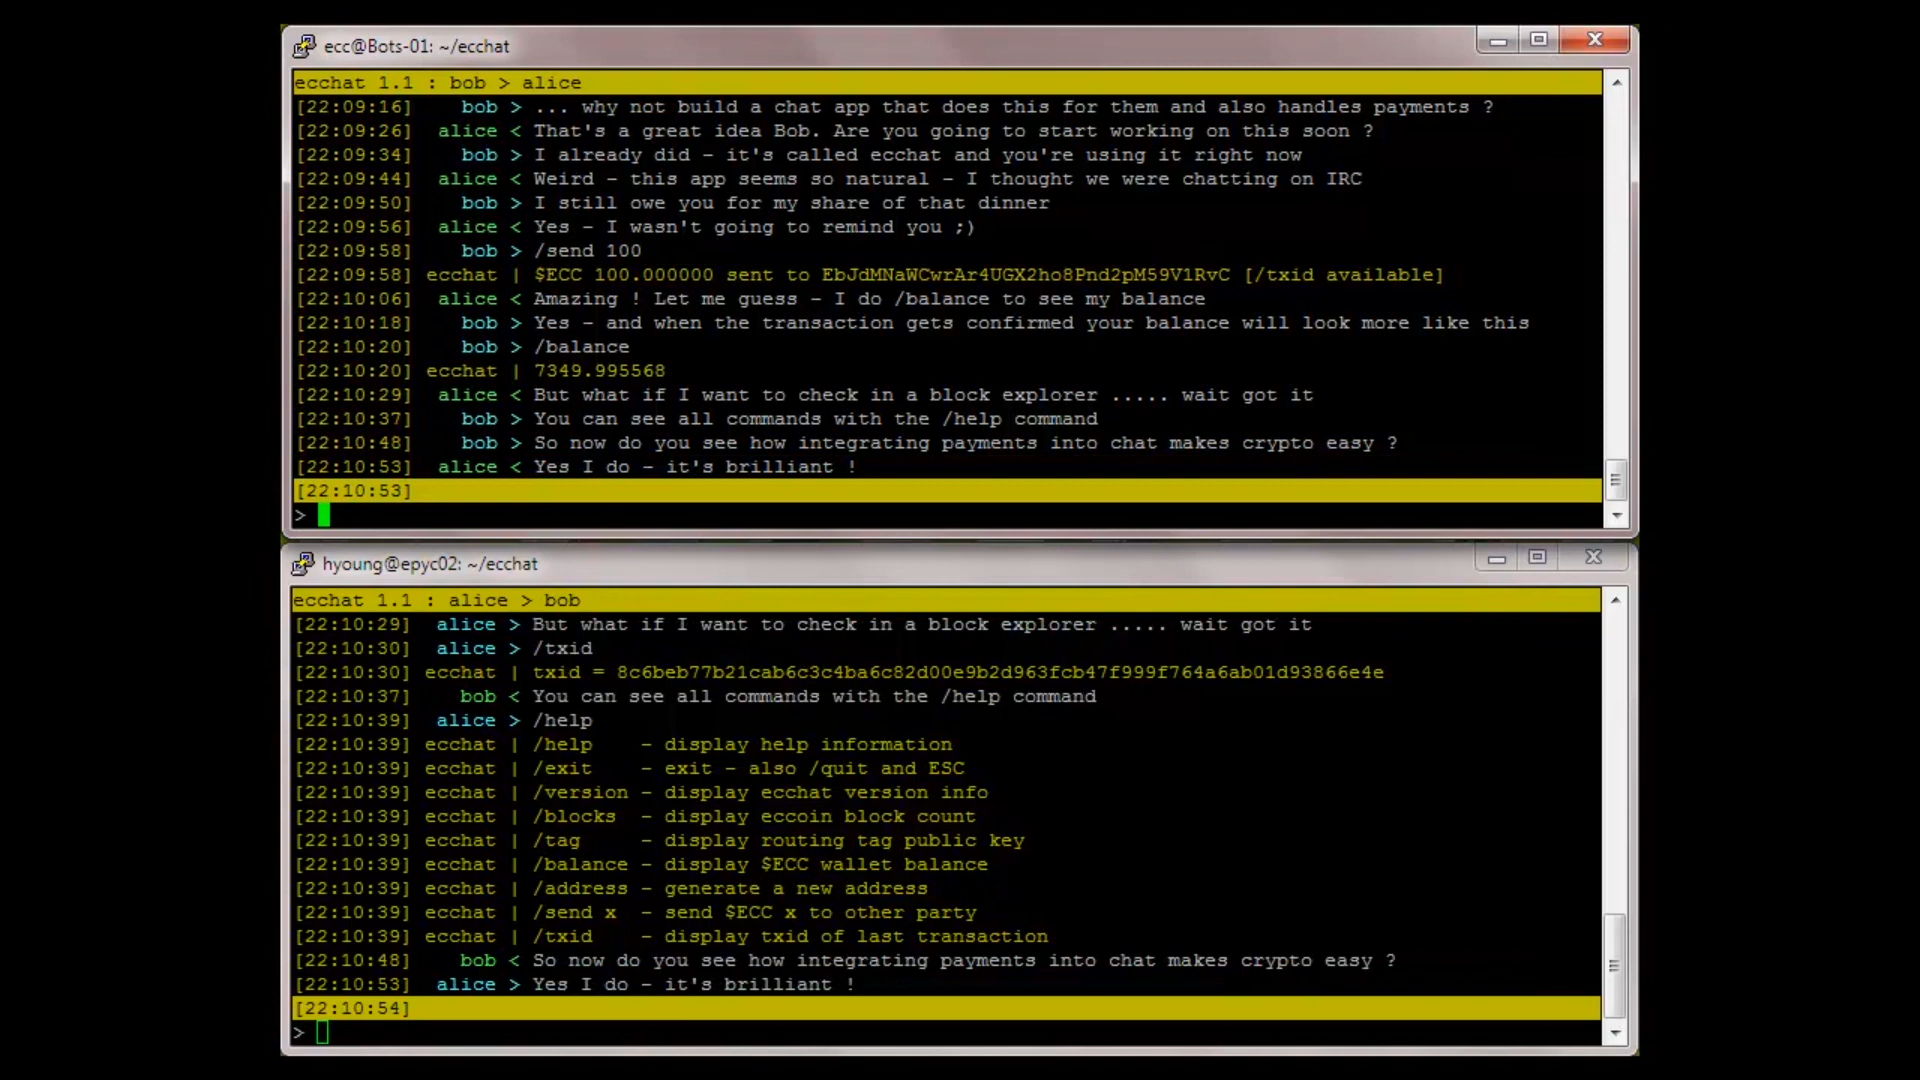 ecc@Bots-01: ~/ecchat
ecchat 1.1 : bob > alice
[22:09:16] bob > ... why not build a chat app that does this for them and also handles payments ?
[22:09:26] alice < That's a great idea Bob. Are you going to start working on this soon ?
[22:09:34] bob > I already did - it's called ecchat and you're using it right now
[22:09:44] alice < Weird - this app seems so natural - I thought we were chatting on IRC
[22:09:50] bob > I still owe you for my share of that dinner
[22:09:56] alice < Yes - I wasn't going to remind you ;)
[22:09:58] bob > /send 100
[22:09:58] ecchat | $ECC 100.000000 sent to EbJdMNaWCwrAr4UGX2ho8Pnd2pM59V1RvC [/txid available]
[22:10:06] alice < Amazing ! Let me guess - I do /balance to see my balance
[22:10:18] bob > Yes - and when the transaction gets confirmed your balance will look more like this
[22:10:20] bob > /balance
[22:10:20] ecchat | 7349.995568
[22:10:29] alice < But what if I want to check in a block explorer ..... wait got it
[22:10:37] bob > You can see all commands with the /help command
[22:10:48] bob > So now do you see how integrating payments into chat makes crypto easy ?
[22:10:53] alice < Yes I do - it's brilliant !
[22:10:53]
>
hyoung@epyc02: ~/ecchat
ecchat 1.1 : alice > bob
[22:10:29] alice > But what if I want to check in a block explorer ..... wait got it
[22:10:30] alice > /txid
[22:10:30] ecchat | txid = 8c6beb77b21cab6c3c4ba6c82d00e9b2d963fcb47f999f764a6ab01d93866e4e
[22:10:37] bob < You can see all commands with the /help command
[22:10:39] alice > /help
[22:10:39] ecchat | /help - display help information
[22:10:39] ecchat | /exit - exit - also /quit and ESC
[22:10:39] ecchat | /version - display ecchat version info
[22:10:39] ecchat | /blocks - display eccoin block count
[22:10:39] ecchat | /tag - display routing tag public key
[22:10:39] ecchat | /balance - display $ECC wallet balance
[22:10:39] ecchat | /address - generate a new address
[22:10:39] ecchat | /send x - send $ECC x to other party
[22:10:39] ecchat | /txid - display txid of last transaction
[22:10:48] bob < So now do you see how integrating payments into chat makes crypto easy ?
[22:10:53] alice > Yes I do - it's brilliant !
[22:10:54]
>